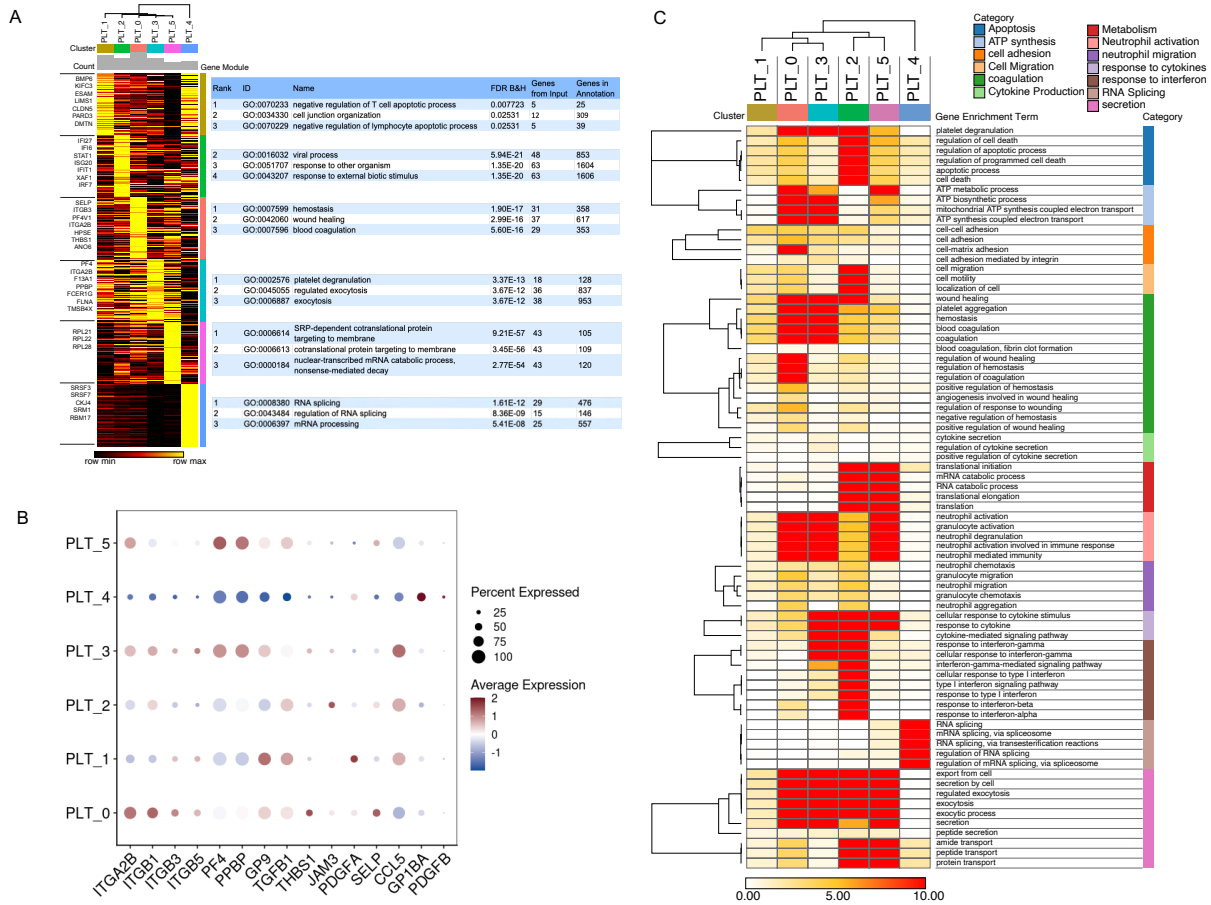 A
PLT_1
PLT_2
PLT_0
PLT_3
PLT_5
PLT_4
Cluster
Count
Gene Module
BMP6
KIFC3
ESAM
LIMS1
CLDN5
PARD3
DMTN
IFI27
IFI6
STAT1
ISG20
IFIT1
XAF1
IRF7
SELP
ITGB3
PF4V1
ITGA2B
HPSE
THBS1
ANO6
PF4
ITGA2B
F13A1
PPBP
FCER1G
FLNA
TMSB4X
RPL21
RPL22
RPL28
SRSF3
SRSF7
CKJ4
SRM1
RBM17
row min row max
Rank ID Name FDR B&H Genes from Input Genes in Annotation
1 GO:0070233 negative regulation of T cell apoptotic process 0.007723 5 25
2 GO:0034330 cell junction organization 0.02531 12 309
3 GO:0070229 negative regulation of lymphocyte apoptotic process 0.02531 5 39
2 GO:0016032 viral process 5.94E-21 48 853
3 GO:0051707 response to other organism 1.35E-20 63 1604
4 GO:0043207 response to external biotic stimulus 1.35E-20 63 1606
1 GO:0007599 hemostasis 1.90E-17 31 358
2 GO:0042060 wound healing 2.99E-16 37 617
3 GO:0007596 blood coagulation 5.60E-16 29 353
1 GO:0002576 platelet degranulation 3.37E-13 18 128
2 GO:0045055 regulated exocytosis 3.67E-12 36 837
3 GO:0006887 exocytosis 3.67E-12 38 953
1 GO:0006614 SRP-dependent cotranslational protein targeting to membrane 9.21E-57 43 105
2 GO:0006613 cotranslational protein targeting to membrane 3.45E-56 43 109
3 GO:0000184 nuclear-transcribed mRNA catabolic process, nonsense-mediated decay 2.77E-54 43 120
1 GO:0008380 RNA splicing 1.61E-12 29 476
2 GO:0043484 regulation of RNA splicing 8.36E-09 15 146
3 GO:0006397 mRNA processing 5.41E-08 25 557
B
PLT_5
PLT_4
PLT_3
PLT_2
PLT_1
PLT_0
ITGA2B
ITGB1
ITGB3
ITGB5
PF4
PPBP
GP9
TGFB1
THBS1
JAM3
PDGFA
SELP
CCL5
GP1BA
PDGFB
Percent Expressed
25
50
75
100
Average Expression
2
1
0
-1
C
PLT_1
PLT_0
PLT_3
PLT_2
PLT_5
PLT_4
Category
Apoptosis
ATP synthesis
cell adhesion
Cell Migration
coagulation
Cytokine Production
Metabolism
Neutrophil activation
neutrophil migration
response to cytokines
response to interferon
RNA Splicing
secretion
Cluster
Gene Enrichment Term
Category
platelet degranulation
regulation of cell death
regulation of apoptotic process
regulation of programmed cell death
apoptotic process
cell death
ATP metabolic process
ATP biosynthetic process
mitochondrial ATP synthesis coupled electron transport
ATP synthesis coupled electron transport
cell-cell adhesion
cell adhesion
cell-matrix adhesion
cell adhesion mediated by integrin
cell migration
cell motility
localization of cell
wound healing
platelet aggregation
hemostasis
blood coagulation
coagulation
blood coagulation, fibrin clot formation
regulation of wound healing
regulation of hemostasis
regulation of coagulation
positive regulation of hemostasis
angiogenesis involved in wound healing
regulation of response to wounding
negative regulation of hemostasis
positive regulation of wound healing
cytokine secretion
regulation of cytokine secretion
positive regulation of cytokine secretion
translational initiation
mRNA catabolic process
RNA catabolic process
translational elongation
translation
neutrophil activation
granulocyte activation
neutrophil degranulation
neutrophil activation involved in immune response
neutrophil mediated immunity
neutrophil chemotaxis
granulocyte migration
neutrophil migration
granulocyte chemotaxis
neutrophil aggregation
cellular response to cytokine stimulus
response to cytokine
cytokine-mediated signaling pathway
response to interferon-gamma
cellular response to interferon-gamma
interferon-gamma-mediated signaling pathway
cellular response to type I interferon
type I interferon signaling pathway
response to type I interferon
response to interferon-beta
response to interferon-alpha
RNA splicing
mRNA splicing, via spliceosome
RNA splicing, via transesterification reactions
regulation of RNA splicing
regulation of mRNA splicing, via spliceosome
export from cell
secretion by cell
regulated exocytosis
exocytosis
exocytic process
secretion
peptide secretion
amide transport
peptide transport
protein transport
0.00 5.00 10.00